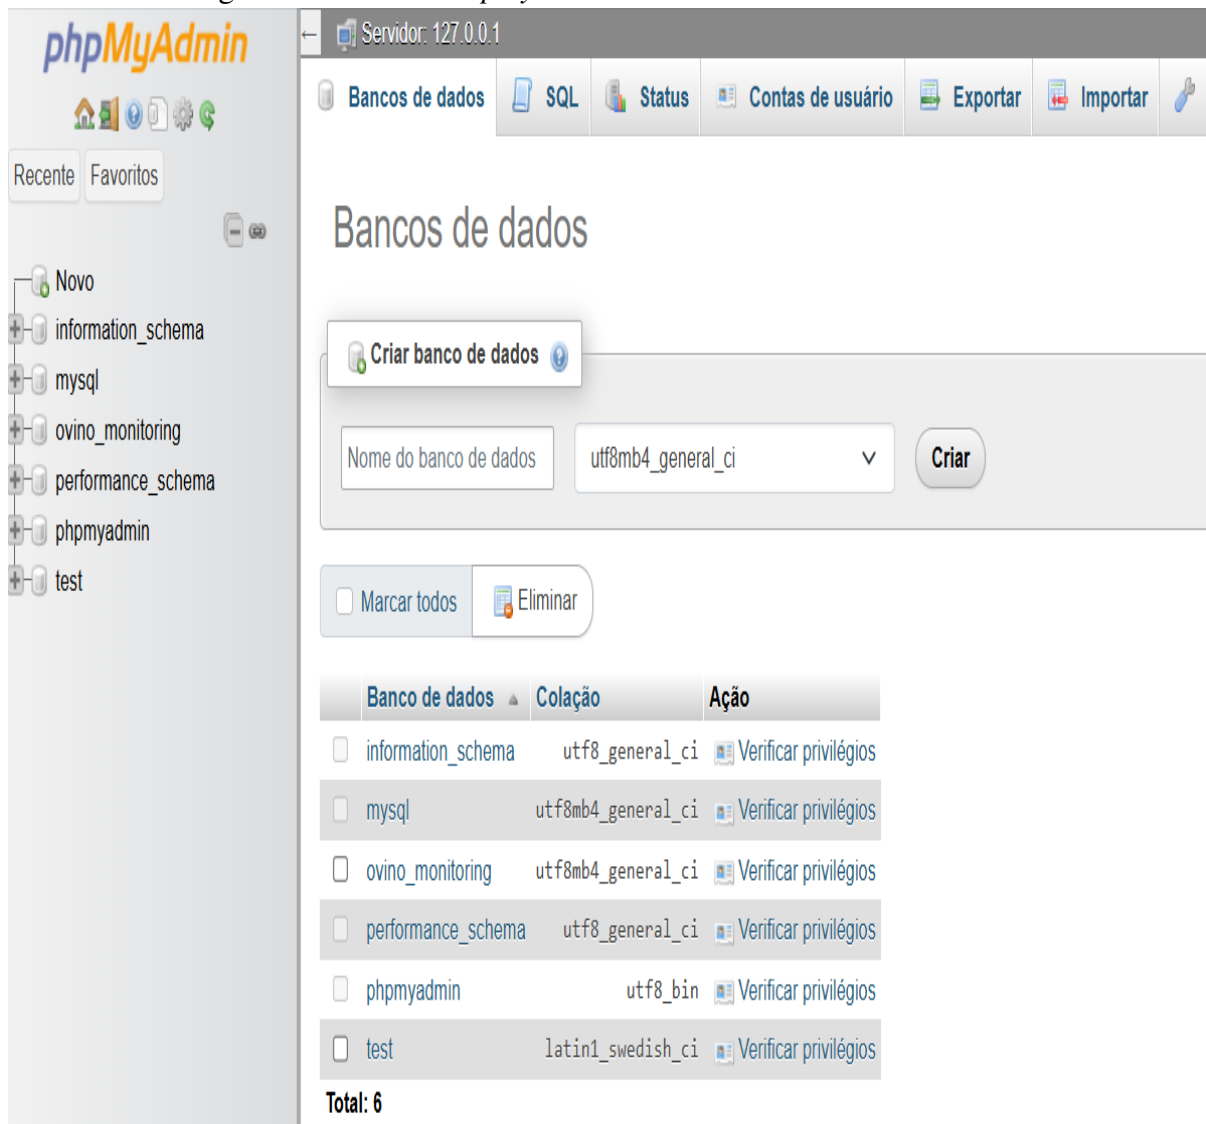 phpMyAdmin
Recente Favoritos
Novo
information_schema
mysql
ovino_monitoring
performance_schema
phpmyadmin
test
← Servidor: 127.0.0.1
Bancos de dados SQL Status Contas de usuário Exportar Importar
Bancos de dados
Criar banco de dados
Nome do banco de dados utf8mb4_general_ci Criar
Marcar todos Eliminar
Banco de dados Colação Ação
information_schema utf8_general_ci Verificar privilégios
mysql utf8mb4_general_ci Verificar privilégios
ovino_monitoring utf8mb4_general_ci Verificar privilégios
performance_schema utf8_general_ci Verificar privilégios
phpmyadmin utf8_bin Verificar privilégios
test latin1_swedish_ci Verificar privilégios
Total: 6